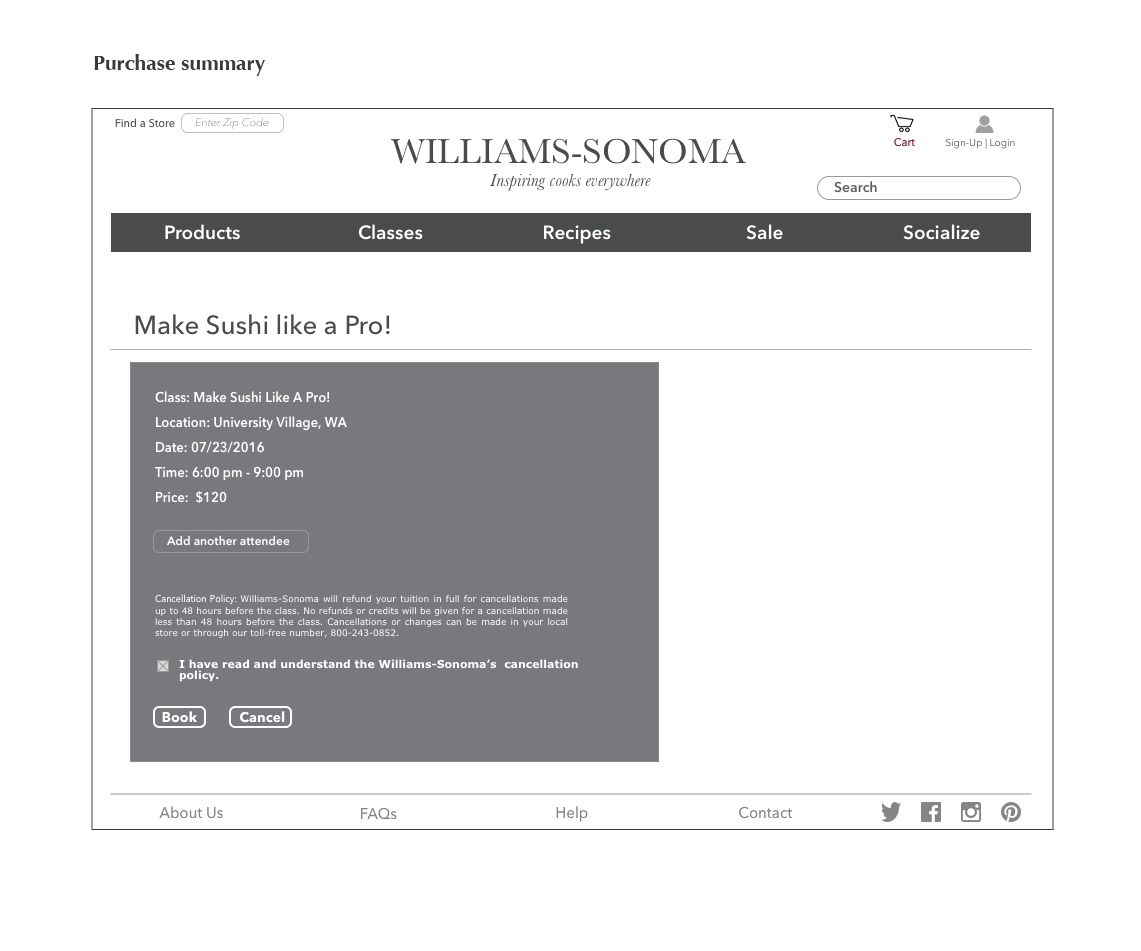 Purchase summary
Find a Store Enter Zip Code
Cart
Sign-Up | Login
WILLIAMS-SONOMA
Inspiring cooks everywhere
Search
Products Classes Recipes Sale Socialize
Make Sushi like a Pro!
Class: Make Sushi Like A Pro!
Location: University Village, WA
Date: 07/23/2016
Time: 6:00 pm - 9:00 pm
Price:  $120
Add another attendee
Cancellation Policy: Williams-Sonoma will refund your tuition in full for cancellations made
up to 48 hours before the class. No refunds or credits will be given for a cancellation made
less than 48 hours before the class. Cancellations or changes can be made in your local
store or through our toll-free number, 800-243-0852.
I have read and understand the Williams-Sonoma’s  cancellation
policy.
Book Cancel
About Us FAQs Help Contact